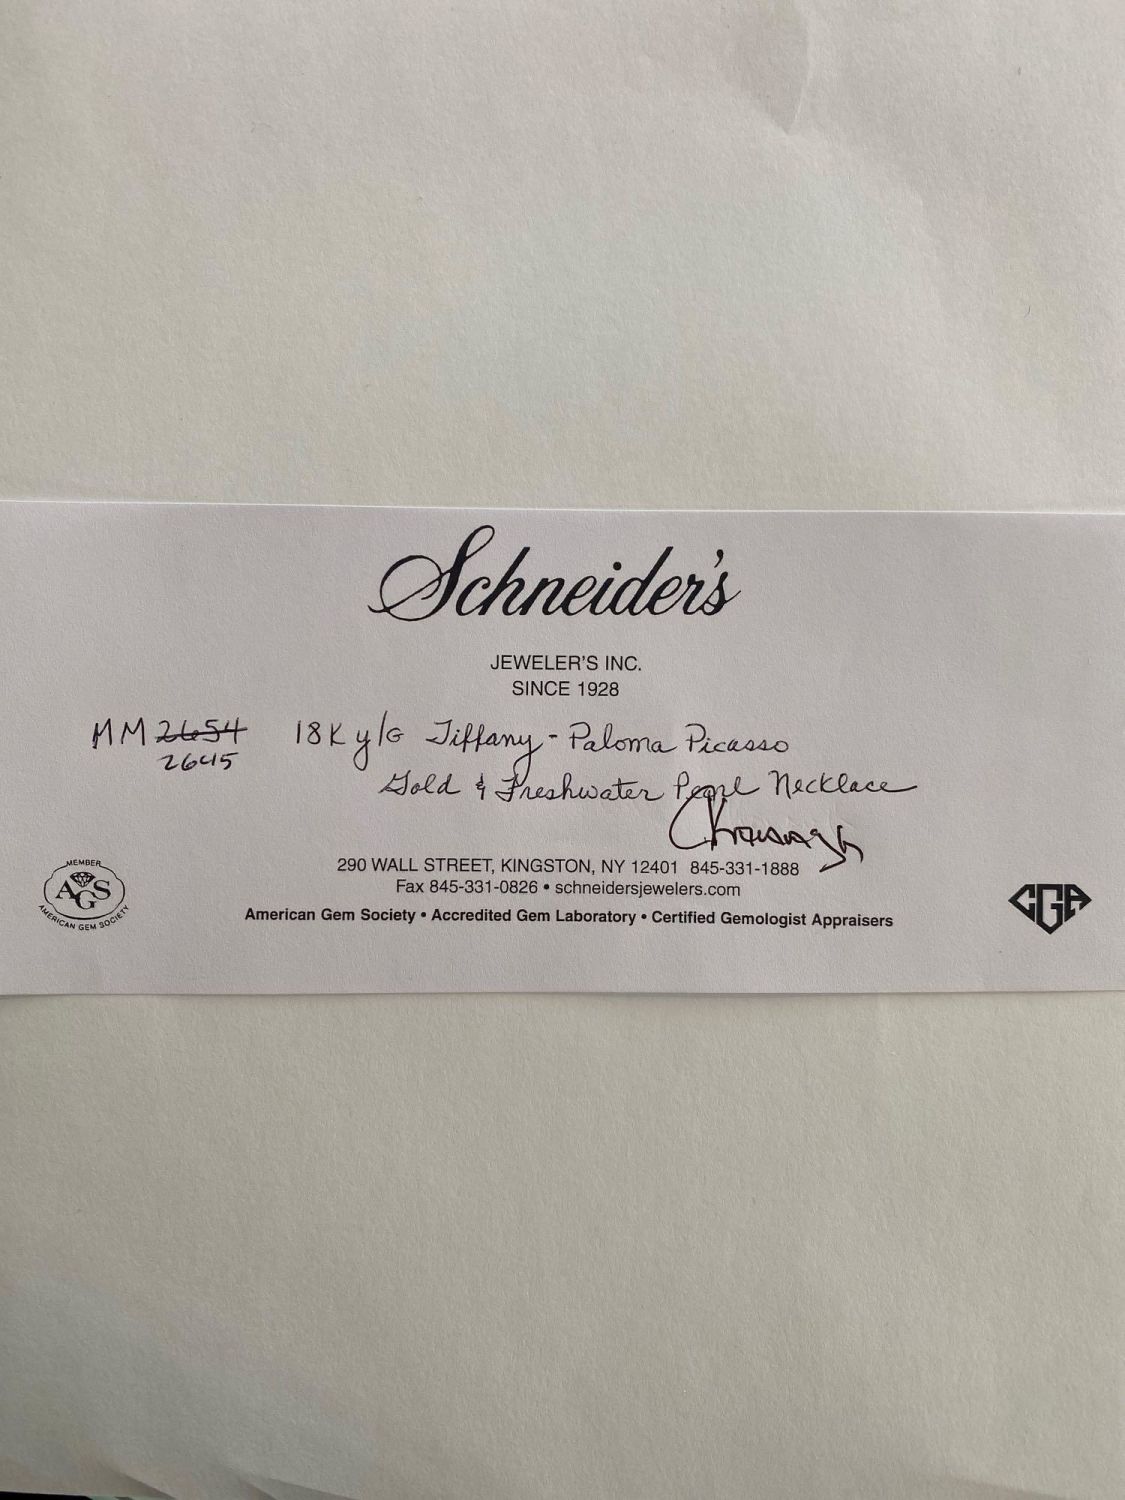 Schneider's
JEWELER'S INC.
SINCE 1928
MM 2654 18K y/G Tiffany - Paloma Picasso
2645 Gold & Freshwater Pearl Necklace
290 WALL STREET, KINGSTON, NY 12401 845-331-1888
Fax 845-331-0826 • schneidersjewelers.com
American Gem Society • Accredited Gem Laboratory • Certified Gemologist Appraisers
MEMBER
AGS
AMERICAN GEM SOCIETY
CGA